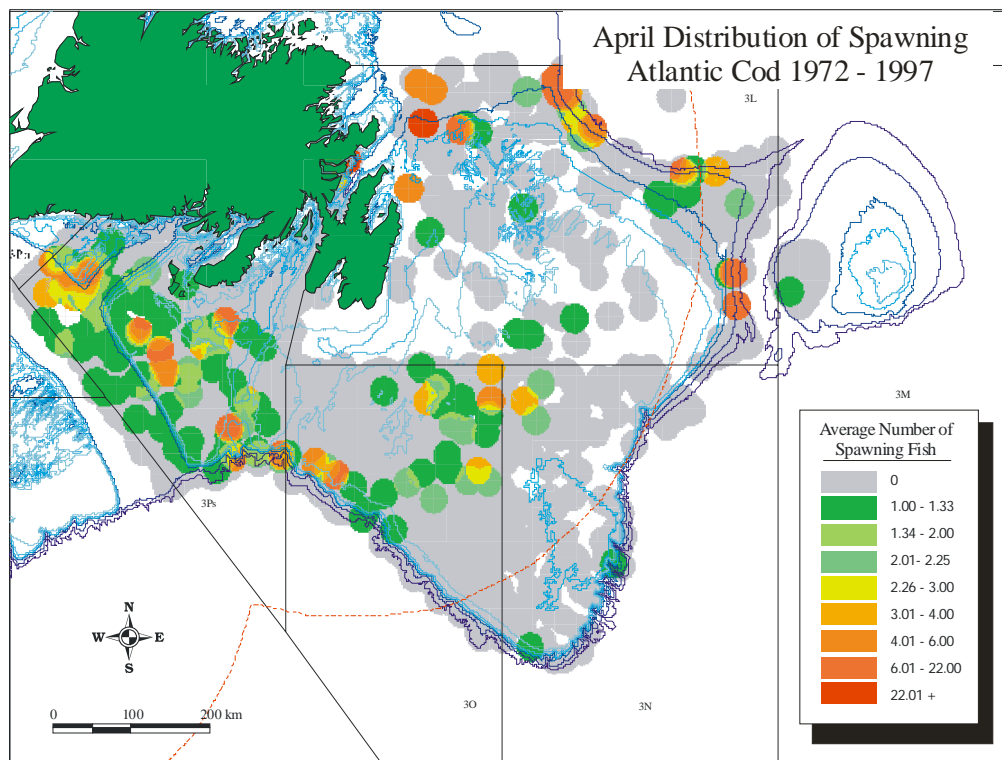 April Distribution of Spawning
Atlantic Cod 1972 - 1997
3L
3Pn
3M
Average Number of
Spawning Fish
0
1.00 - 1.33
1.34 - 2.00
2.01 - 2.25
2.26 - 3.00
3.01 - 4.00
4.01 - 6.00
6.01 - 22.00
22.01 +
3Ps
N
W E
S
0 100 200 km
3O
3N